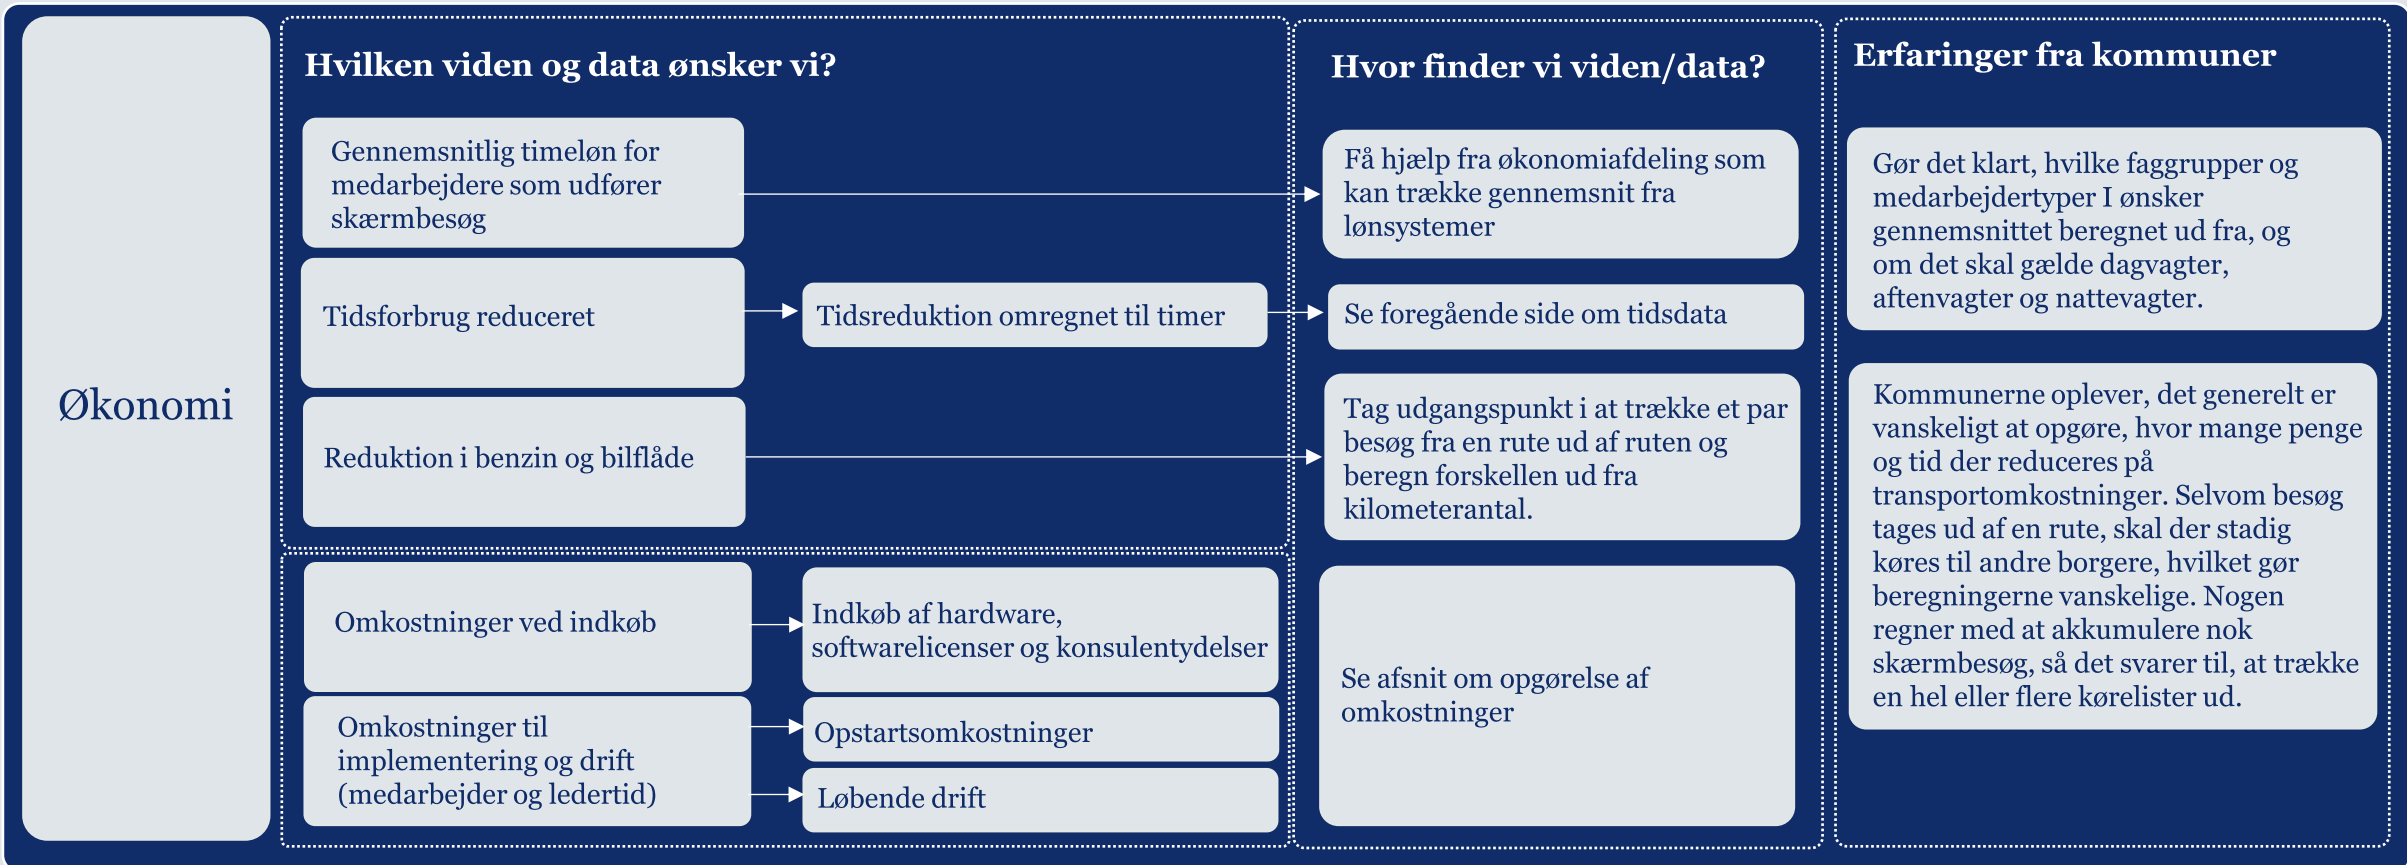 Økonomi
Hvilken viden og data ønsker vi?
Gennemsnitlig timeløn for
medarbejdere som udfører
skærmbesøg
Tidsforbrug reduceret
Tidsreduktion omregnet til timer
Reduktion i benzin og bilflåde
Omkostninger ved indkøb
Indkøb af hardware,
softwarelicenser og konsulentydelser
Omkostninger til
implementering og drift
(medarbejder og ledertid)
Opstartsomkostninger
Løbende drift
Hvor finder vi viden/data?
Få hjælp fra økonomiafdeling som
kan trække gennemsnit fra
lønsystemer
Se foregående side om tidsdata
Tag udgangspunkt i at trække et par
besøg fra en rute ud af ruten og
beregn forskellen ud fra
kilometerantal.
Se afsnit om opgørelse af
omkostninger
Erfaringer fra kommuner
Gør det klart, hvilke faggrupper og
medarbejdertyper I ønsker
gennemsnittet beregnet ud fra, og
om det skal gælde dagvagter,
aftenvagter og nattevagter.
Kommunerne oplever, det generelt er
vanskeligt at opgøre, hvor mange penge
og tid der reduceres på
transportomkostninger. Selvom besøg
tages ud af en rute, skal der stadig
køres til andre borgere, hvilket gør
beregningerne vanskelige. Nogen
regner med at akkumulere nok
skærmbesøg, så det svarer til, at trække
en hel eller flere kørelister ud.